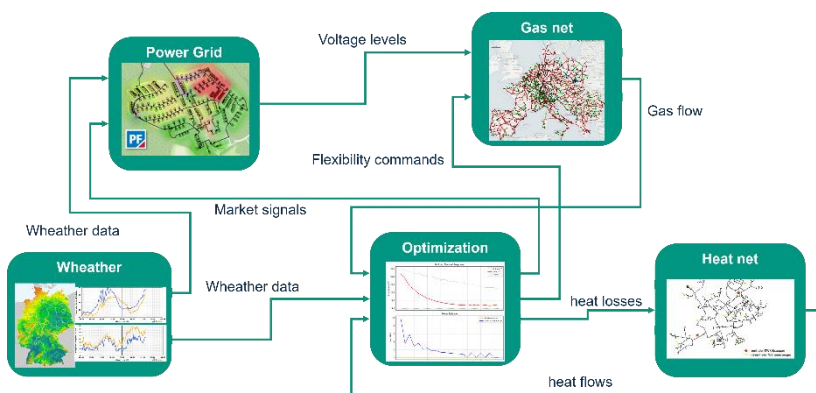 Power Grid
PF
Voltage levels
Gas net
Gas flow
Flexibility commands
Market signals
Wheather data
Wheather
Wheather data
Optimization
heat losses
Heat net
heat flows